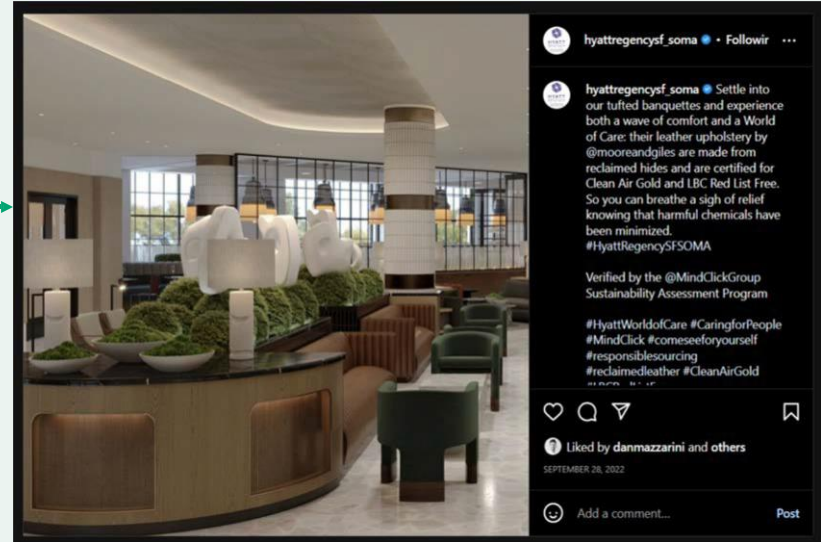 hyattregencysf_soma • Followir ...
hyattregencysf_soma Settle into
our tufted banquettes and experience
both a wave of comfort and a World
of Care: their leather upholstery by
@mooreandgiles are made from
reclaimed hides and are certified for
Clean Air Gold and LBC Red List Free.
So you can breathe a sigh of relief
knowing that harmful chemicals have
been minimized.
#HyattRegencySFSOMA
Verified by the @MindClickGroup
Sustainability Assessment Program
#HyattWorldofCare #CaringforPeople
#MindClick #comeseeforyourself
#responsiblesourcing
#reclaimedleather #CleanAirGold
Liked by danmazzarini and others
SEPTEMBER 28, 2022
Add a comment...
Post